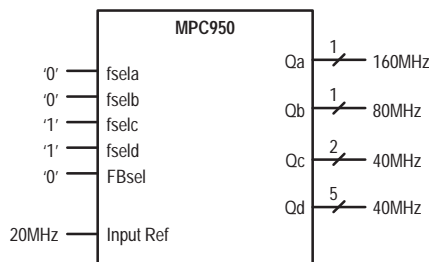 MPC950
Qa 1 160MHz
'0' fsela
'0' fselb
Qb 1 80MHz
'1' fselc
'1' fseld
Qc 2 40MHz
'0' FBsel
Qd 5 40MHz
20MHz Input Ref